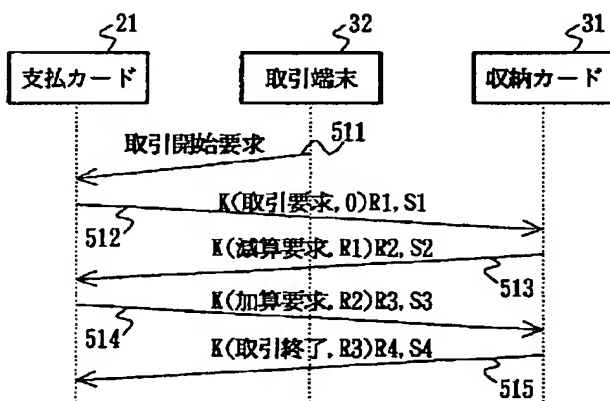 21
32
31
支払カード
取引端末
収納カード
取引開始要求
511
K(取引要求, 0)R1, S1
512
K(減算要求, R1)R2, S2
513
K(加算要求, R2)R3, S3
514
K(取引終了, R3)R4, S4
515